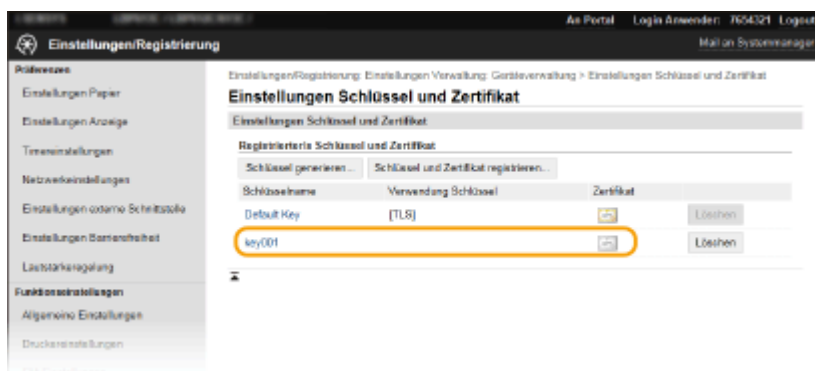 An Portal Login Anwender: 7654321 Logout
Einstellungen/Registrierung
Mail an Systemmanager
Präferenzen
Einstellungen Papier
Einstellungen Anzeige
Timereinstellungen
Netzwerkeinstellungen
Einstellungen externe Schnittstelle
Einstellungen Barrierefreiheit
Lautstärkeregelung
Funktionseinstellungen
Allgemeine Einstellungen
Druckereinstellungen
Einstellungen/Registrierung: Einstellungen Verwaltung: Geräteverwaltung > Einstellungen Schlüssel und Zertifikat
Einstellungen Schlüssel und Zertifikat
Einstellungen Schlüssel und Zertifikat
Registrierte/s Schlüssel und Zertifikat
Schlüssel generieren... Schlüssel und Zertifikat registrieren...
Schlüsselname Verwendung Schlüssel Zertifikat
Default Key [TLS] Löschen
key001 Löschen